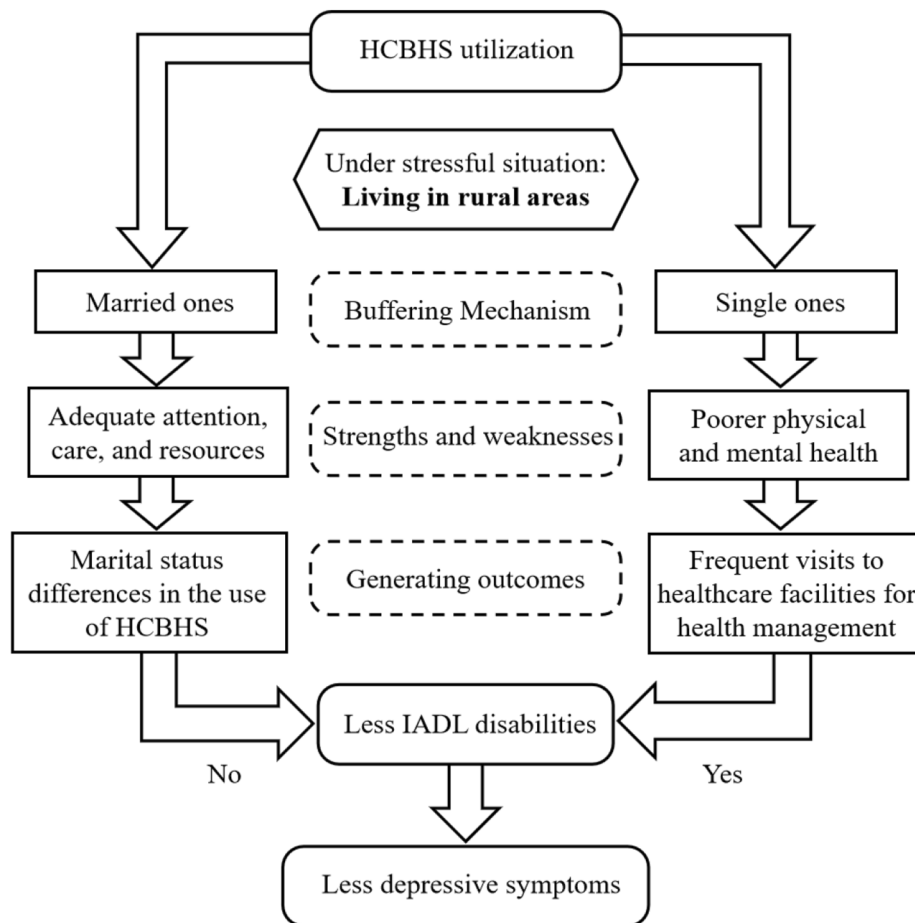 HCBHS utilization
Under stressful situation:
Living in rural areas
Married ones
Buffering Mechanism
Single ones
Adequate attention,
care, and resources
Strengths and weaknesses
Poorer physical
and mental health
Marital status
differences in the use
of HCBHS
Generating outcomes
Frequent visits to
healthcare facilities for
health management
Less IADL disabilities
No
Yes
Less depressive symptoms